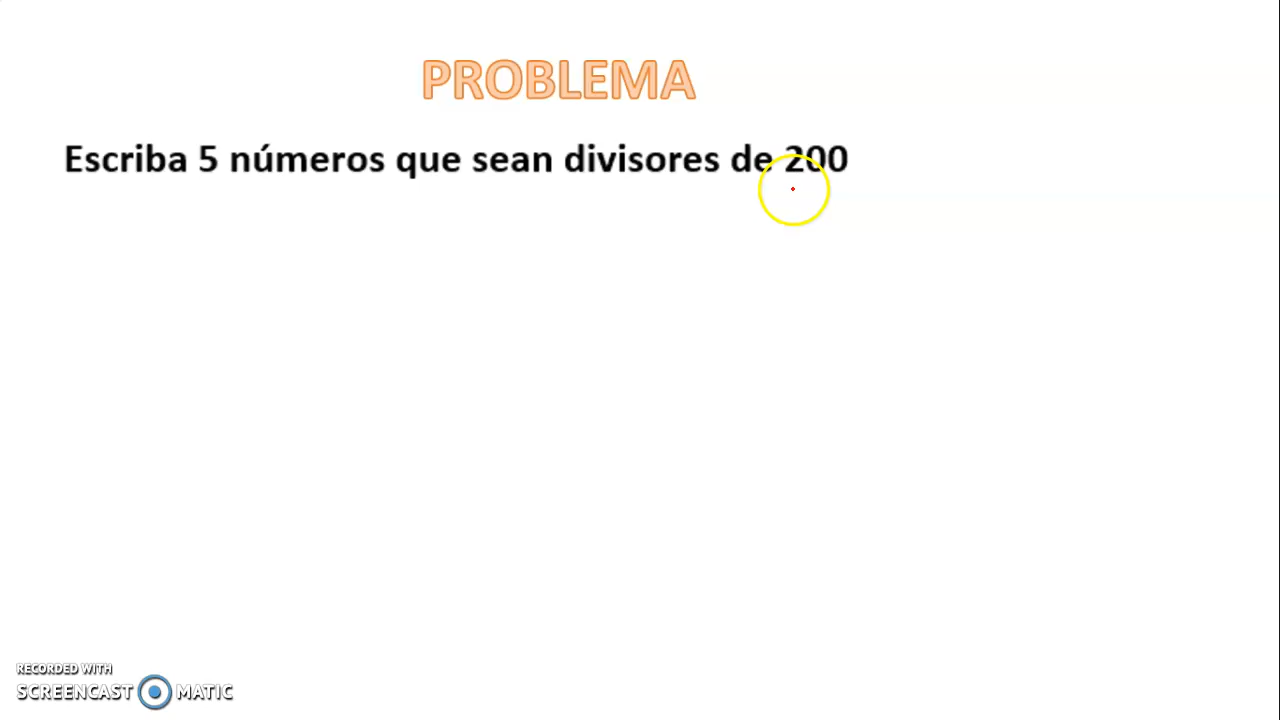 PROBLEMA
Escriba 5 números que sean divisores de 200
RECORDED WITH
SCREENCAST MATIC